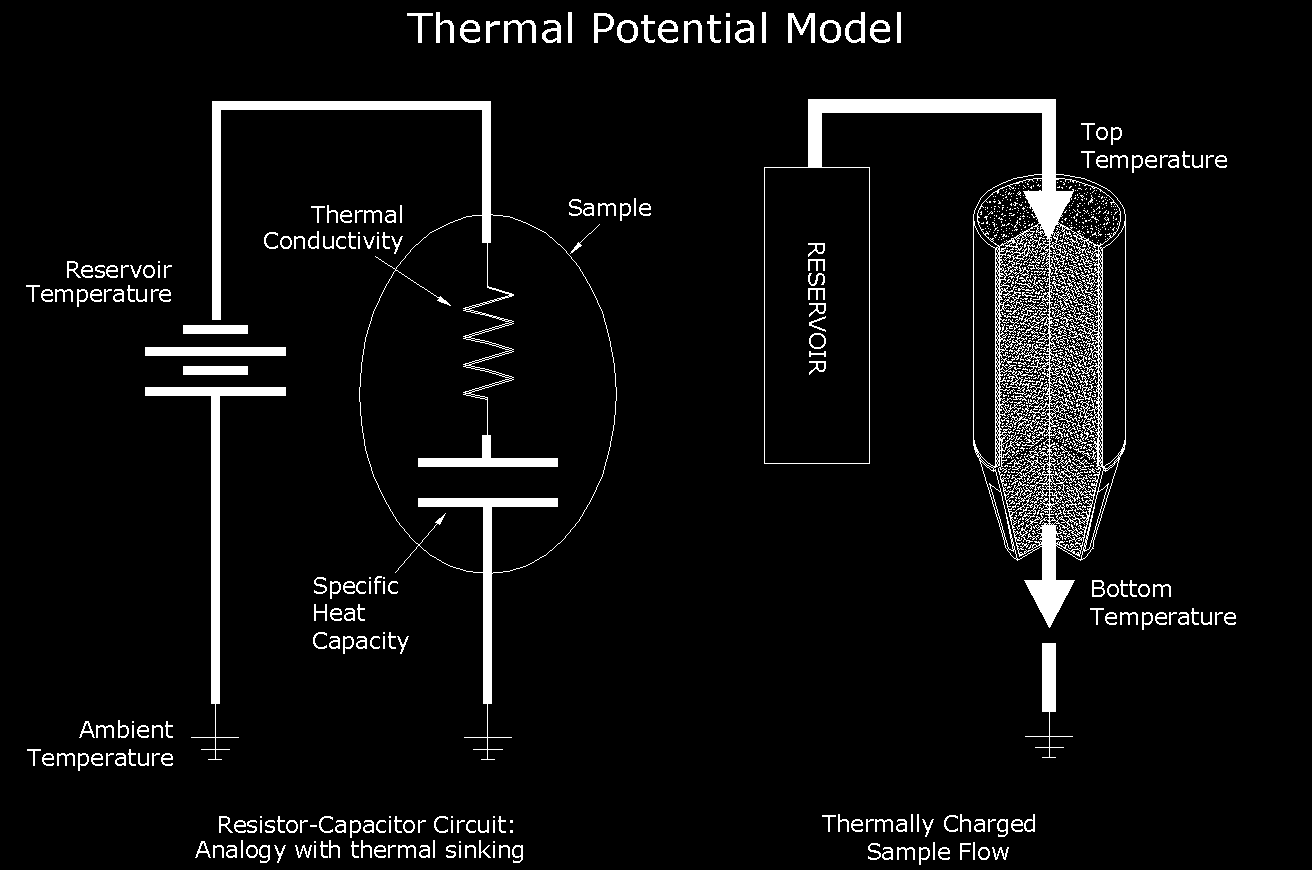 Thermal Potential Model
Thermal
Conductivity
Sample
Reservoir
Temperature
Specific
Heat
Capacity
Ambient
Temperature
Resistor-Capacitor Circuit:
Analogy with thermal sinking
Top
Temperature
RESERVOIR
Bottom
Temperature
Thermally Charged
Sample Flow